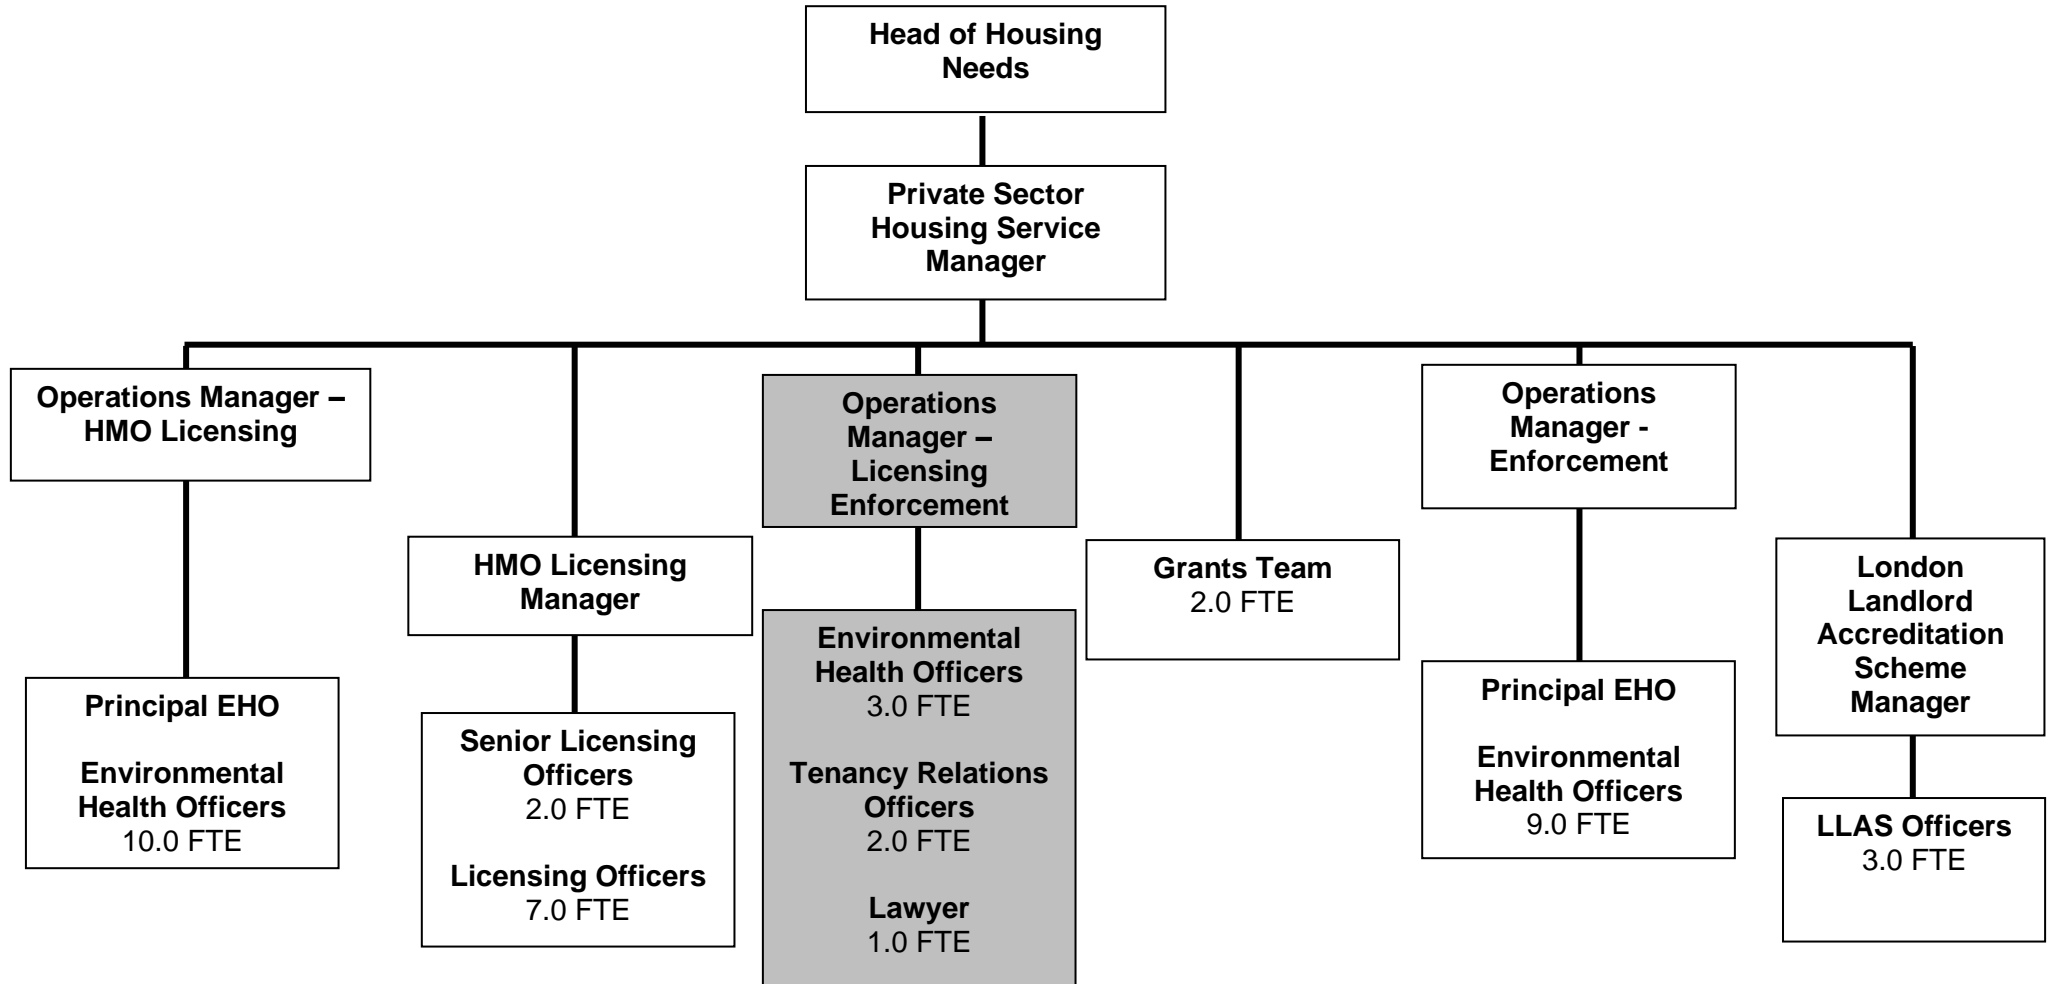 Head of Housing
Needs
Private Sector
Housing Service
Manager
Operations Manager –
HMO Licensing
Principal EHO
Environmental
Health Officers
10.0 FTE
HMO Licensing
Manager
Senior Licensing
Officers
2.0 FTE
Licensing Officers
7.0 FTE
Operations
Manager –
Licensing
Enforcement
Environmental
Health Officers
3.0 FTE
Tenancy Relations
Officers
2.0 FTE
Lawyer
1.0 FTE
Grants Team
2.0 FTE
Operations
Manager -
Enforcement
Principal EHO
Environmental
Health Officers
9.0 FTE
London
Landlord
Accreditation
Scheme
Manager
LLAS Officers
3.0 FTE